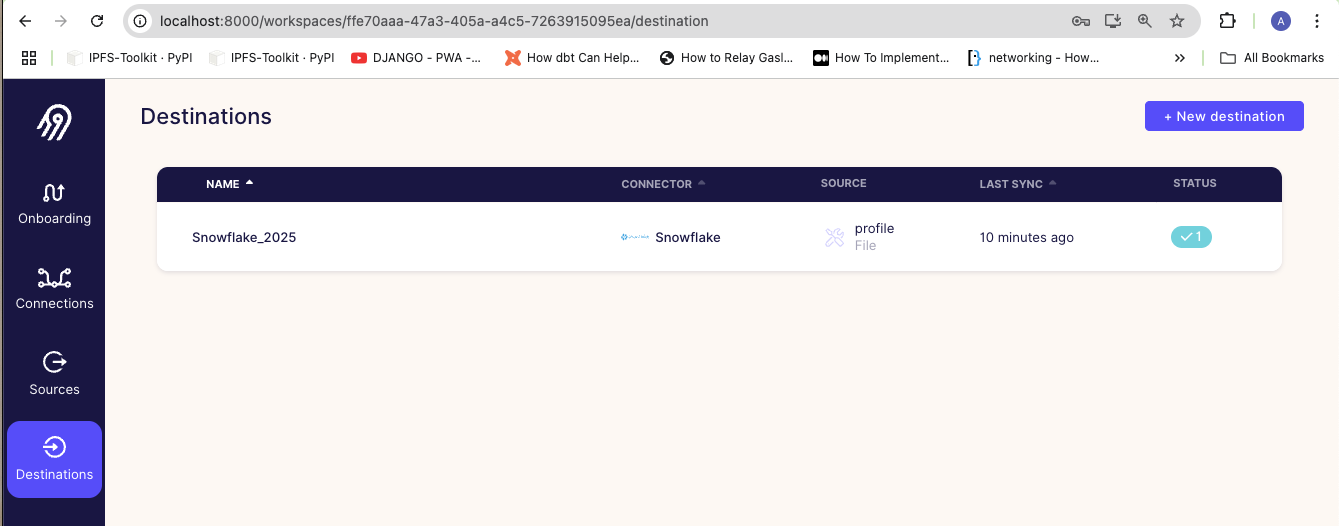 localhost:8000/workspaces/ffe70aaa-47a3-405a-a4c5-7263915095ea/destination
A
IPFS-Toolkit · PyPI
IPFS-Toolkit · PyPI
DJANGO - PWA -...
How dbt Can Help...
How to Relay Gasl...
How To Implement...
networking - How...
All Bookmarks
Destinations
+ New destination
Onboarding
Connections
Sources
Destinations
NAME CONNECTOR SOURCE LAST SYNC STATUS
Snowflake_2025 Snowflake profile 10 minutes ago 1
File